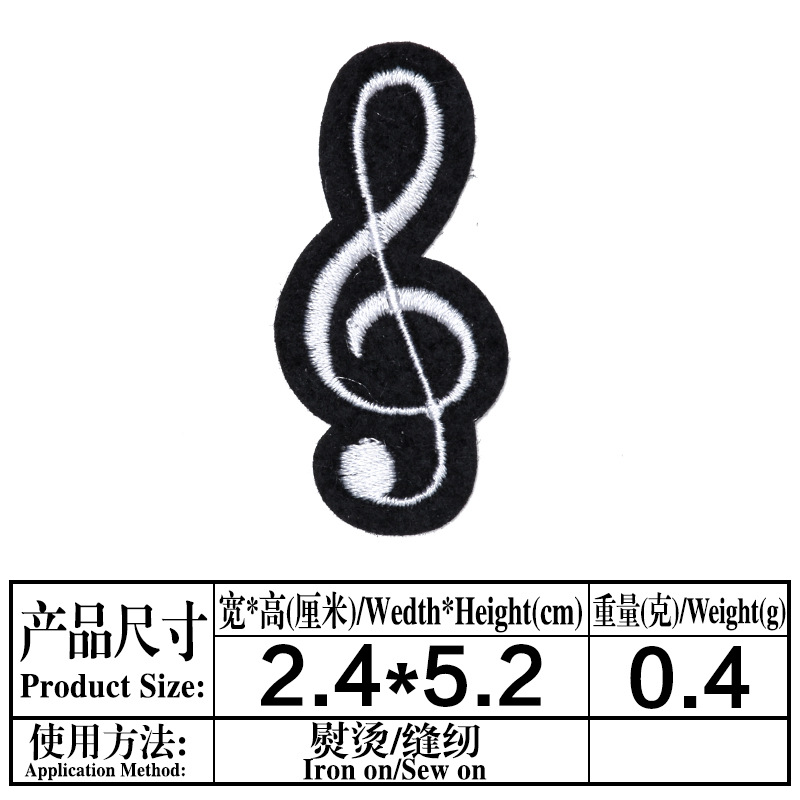 产品尺寸
Product Size:
宽*高(厘米)/Wedth*Height(cm)
重量(克)/Weight(g)
2.4*5.2
0.4
使用方法:
Application Method:
熨烫/缝纫
Iron on/Sew on